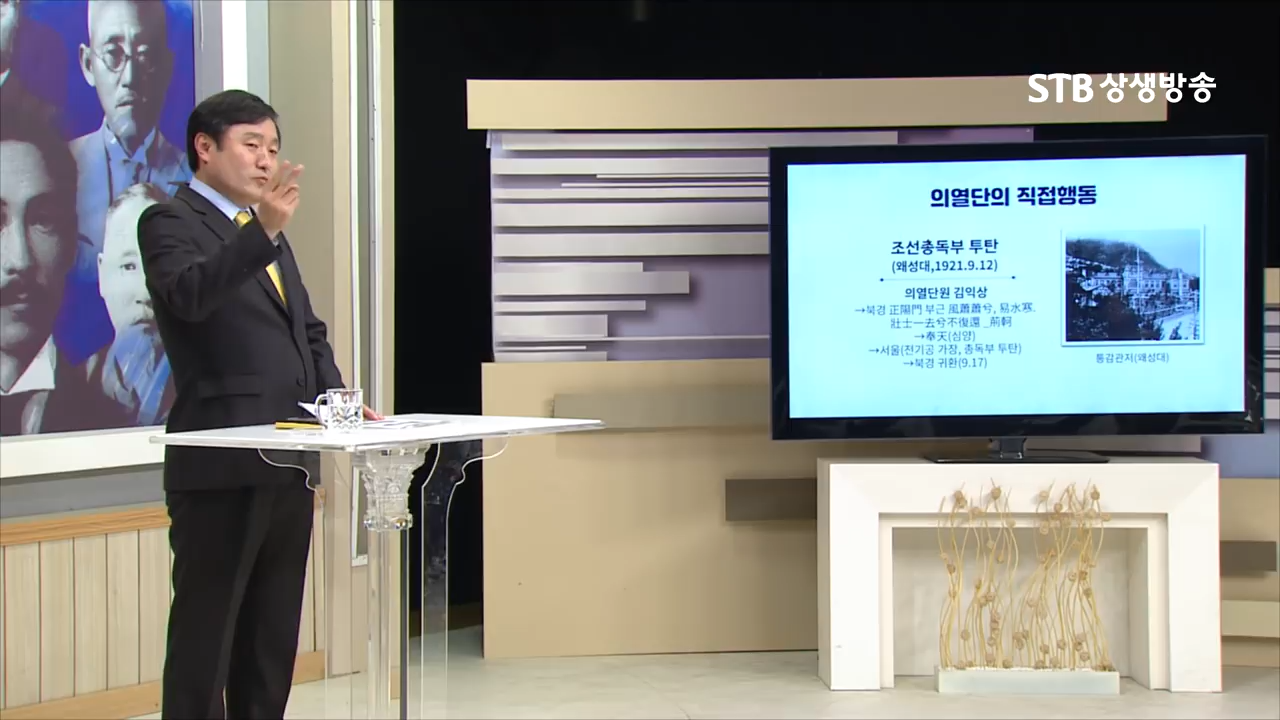 STB 상생방송
의열단의 직접행동
조선총독부 투탄
(왜성대,1921.9.12)
의열단원 김익상
→북경 正陽門 부근 風蕭蕭兮, 易水寒.
壯士一去兮不復還 _荊軻
→奉天(심양)
→서울(전기공 가장, 총독부 투탄)
→북경 귀환(9.17)
통감관저(왜성대)